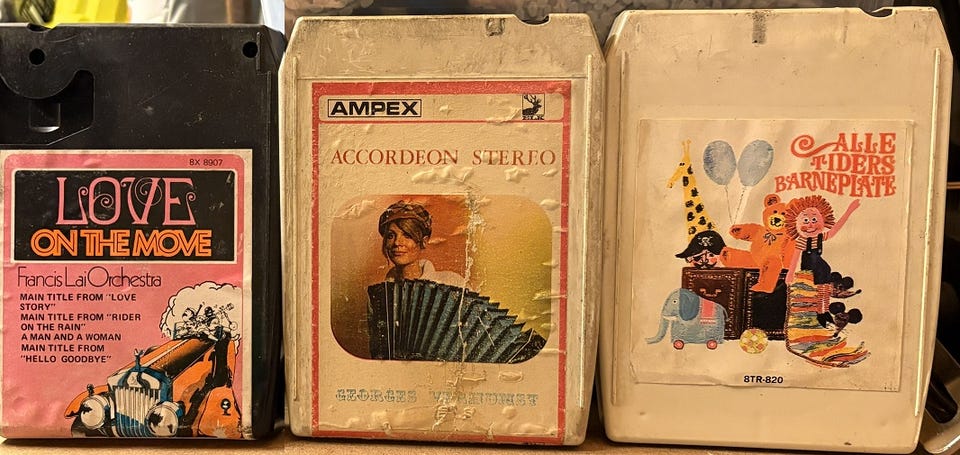 BX 8907
LOVE
ON THE MOVE
Francis Lai Orchestra
MAIN TITLE FROM "LOVE
STORY"
MAIN TITLE FROM "RIDER
ON THE RAIN"
A MAN AND A WOMAN
MAIN TITLE FROM
"HELLO GOODBYE"
AMPEX
ACCORDEON STEREO
GEORGES
ALLE
TIDERS
BARNEPLATE
8TR-820